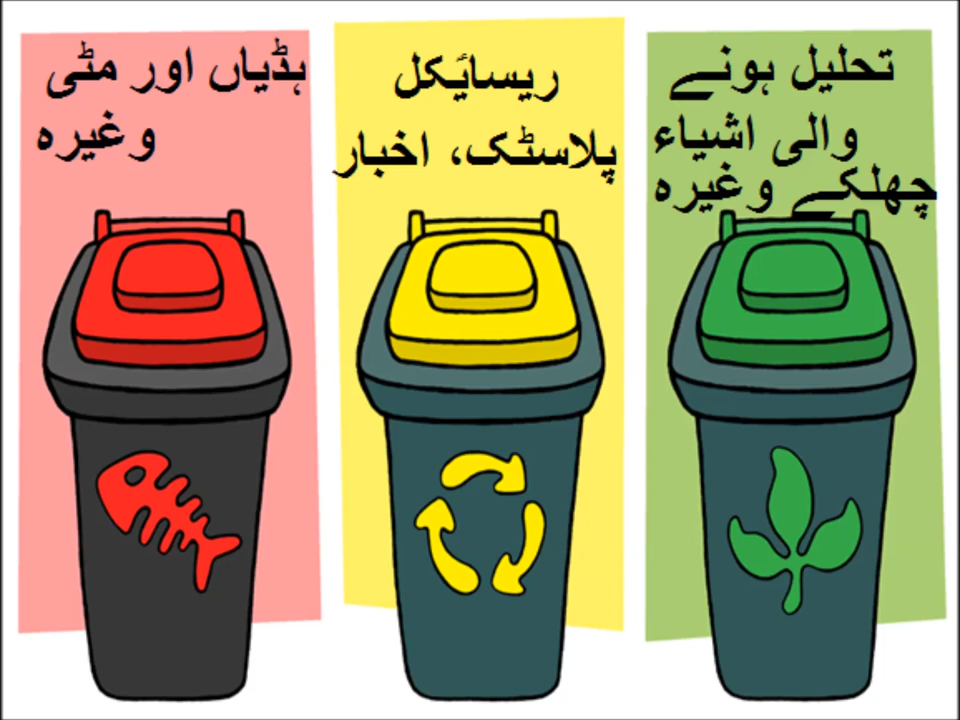 تحلیل ہونے
والی اشیاء
چھلکے وغیرہ
ریسائیکل
پلاسٹک، اخبار
ہڈیاں اور مٹی
وغیرہ